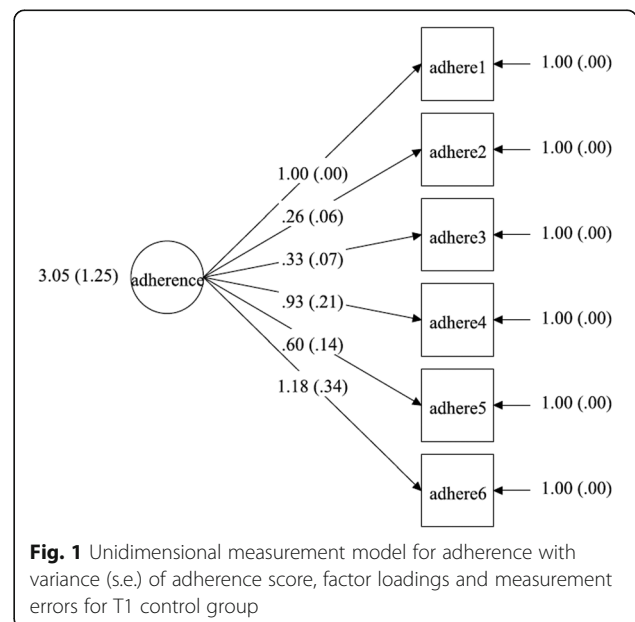 adhere1
1.00 (.00)
adhere2
1.00 (.00)
1.00 (.00)
.26 (.06)
adhere3
1.00 (.00)
.33 (.07)
3.05 (1.25)
adherence
.93 (.21)
adhere4
1.00 (.00)
.60 (.14)
1.18 (.34)
adhere5
1.00 (.00)
adhere6
1.00 (.00)
Fig. 1 Unidimensional measurement model for adherence with
variance (s.e.) of adherence score, factor loadings and measurement
errors for T1 control group